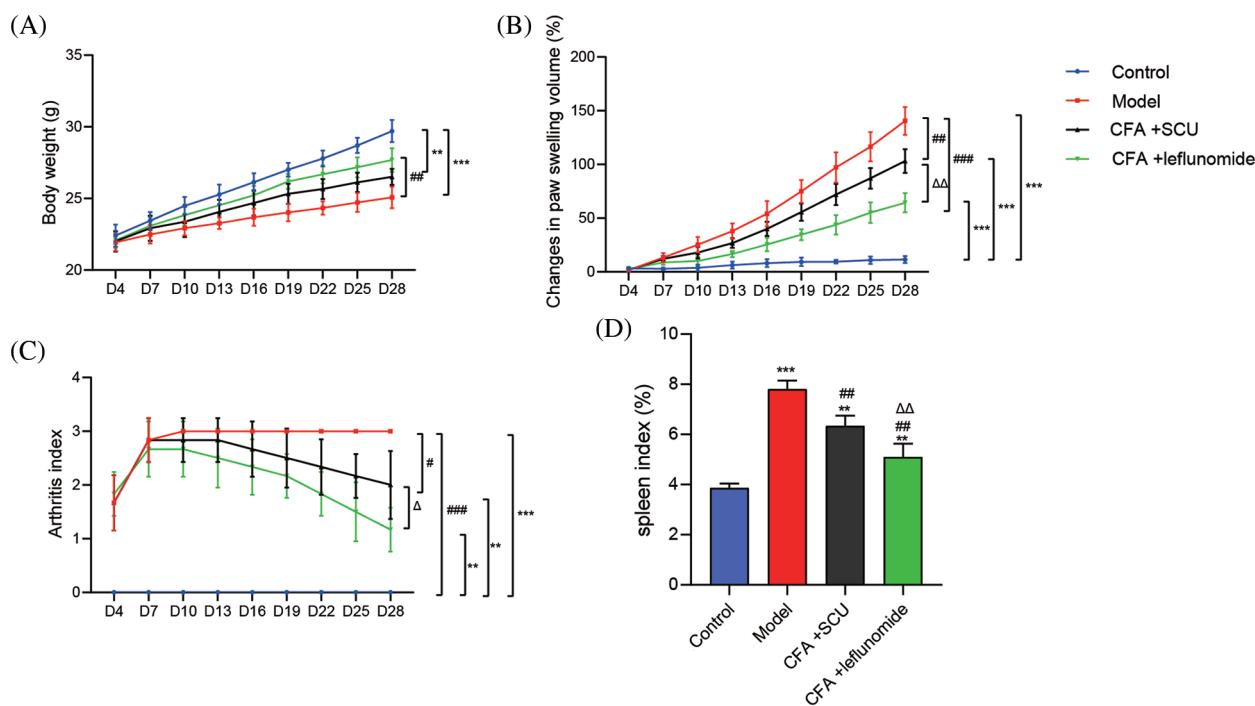 (A)
Body weight (g)
35
30
25
20
D4 D7 D10 D13 D16 D19 D22 D25 D28
**
***
##
(B)
Changes in paw swelling volume (%)
200
150
100
50
0
D4 D7 D10 D13 D16 D19 D22 D25 D28
##
###
ΔΔ
***
***
***
Control
Model
CFA +SCU
CFA +leflunomide
(C)
Arthritis index
4
3
2
1
0
D4 D7 D10 D13 D16 D19 D22 D25 D28
#
Δ
###
**
**
***
(D)
spleen index (%)
10
8
6
4
2
0
***
##
**
ΔΔ
##
**
Control
Model
CFA +SCU
CFA +leflunomide